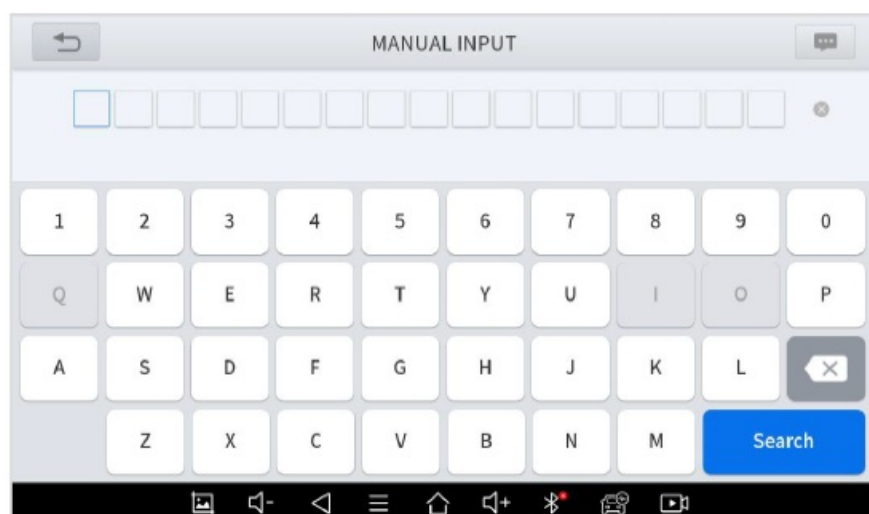 MANUAL INPUT
1 2 3 4 5 6 7 8 9 0
Q W E R T Y U I O P
A S D F G H J K L
Z X C V B N M Search